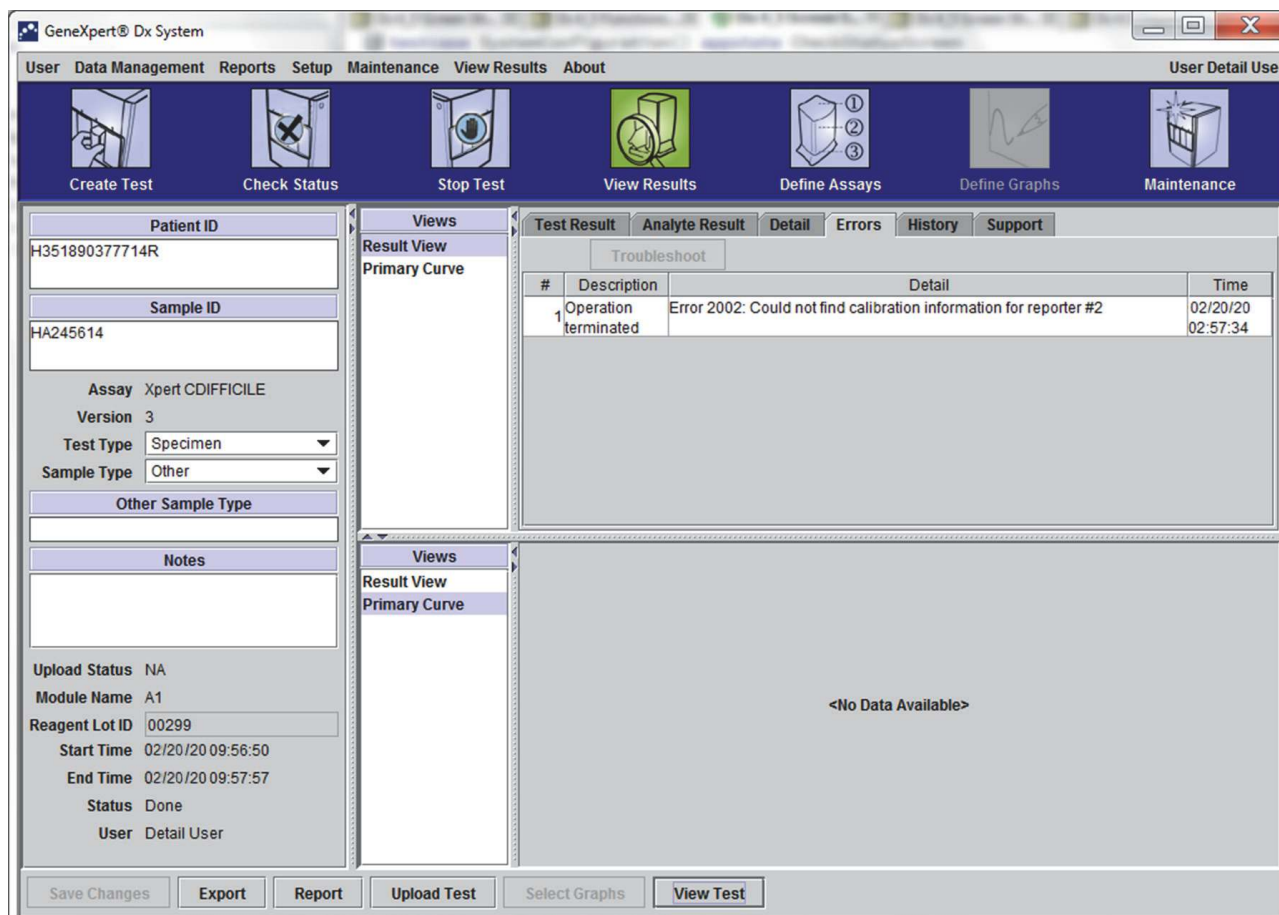 GeneXpert® Dx System
User Data Management Reports Setup Maintenance View Results About User Detail Use
①
②
③
Create Test Check Status Stop Test View Results Define Assays Define Graphs Maintenance
Patient ID
H351890377714R
Sample ID
HA245614
Assay Xpert CDIFFICILE
Version 3
Test Type Specimen
Sample Type Other
Other Sample Type
Notes
Upload Status NA
Module Name A1
Reagent Lot ID 00299
Start Time 02/20/20 09:56:50
End Time 02/20/20 09:57:57
Status Done
User Detail User
Views
Result View
Primary Curve
Test Result Analyte Result Detail Errors History Support
Troubleshoot
# Description Detail Time
1 Operation Error 2002: Could not find calibration information for reporter #2 02/20/20
terminated 02:57:34
Views
Result View
Primary Curve
<No Data Available>
Save Changes Export Report Upload Test Select Graphs View Test